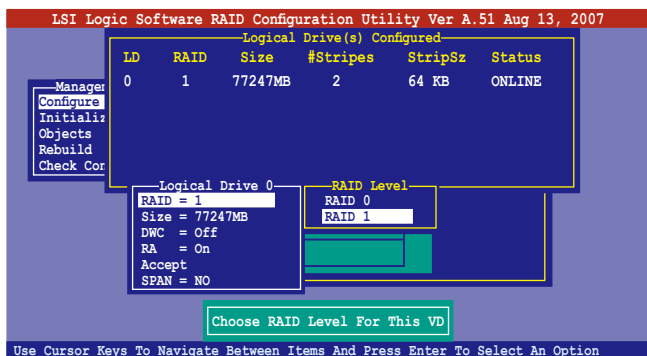 LSI Logic Software RAID Configuration Utility Ver A.51 Aug 13, 2007
Logical Drive(s) Configured
LD RAID Size #Stripes StripSz Status
0 1 77247MB 2 64 KB ONLINE
Configure
Objects
Rebuild
Check
Logical Drive 0
RAID = 1
Size = 77247MB
DWC = Off
RA = On
Accept
SPAN = NO
RAID Level
RAID 0
RAID 1
Choose RAID Level For This VD
Use Cursor Keys To Navigate Between Items And Press Enter To Select An Option